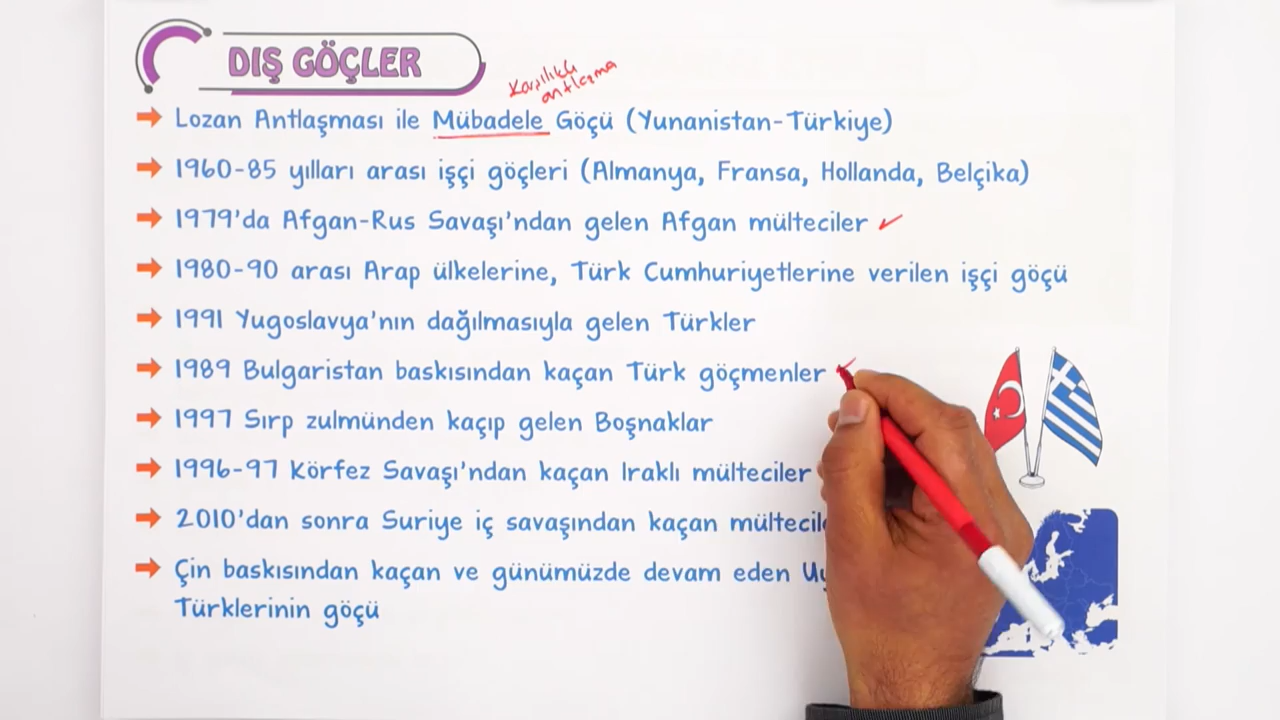 DIŞ GÖÇLER
Karşılıklı
antlaşma
Lozan Antlaşması ile Mübadele Göçü (Yunanistan-Türkiye)
1960-85 yılları arası işçi göçleri (Almanya, Fransa, Hollanda, Belçika)
1979'da Afgan-Rus Savaşı'ndan gelen Afgan mülteciler
1980-90 arası Arap ülkelerine, Türk Cumhuriyetlerine verilen işçi göçü
1991 Yugoslavya'nın dağılmasıyla gelen Türkler
1989 Bulgaristan baskısından kaçan Türk göçmenler
1997 Sırp zulmünden kaçıp gelen Boşnaklar
1996-97 Körfez Savaşı'ndan kaçan Iraklı mülteciler
2010'dan sonra Suriye iç savaşından kaçan
Çin baskısından kaçan ve günümüzde devam eden
Türklerinin göçü